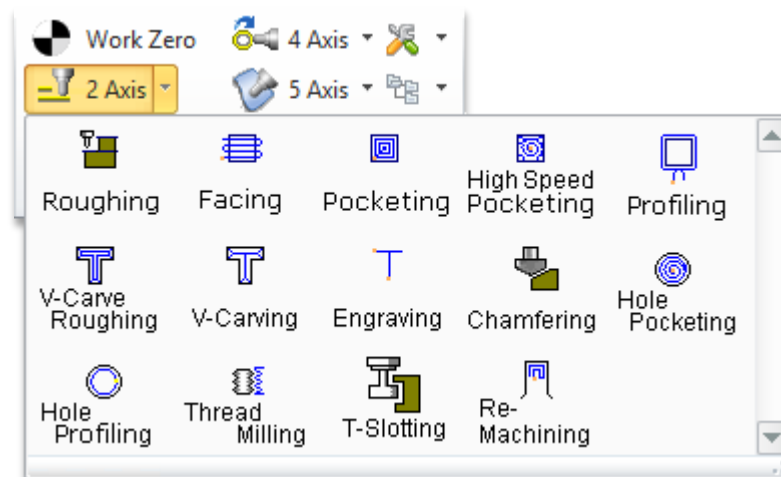 Work Zero
4 Axis
2 Axis
5 Axis
Roughing
Facing
Pocketing
High Speed
Pocketing
Profiling
V-Carve
Roughing
V-Carving
Engraving
Chamfering
Hole
Pocketing
Hole
Profiling
Thread
Milling
T-Slotting
Re-
Machining